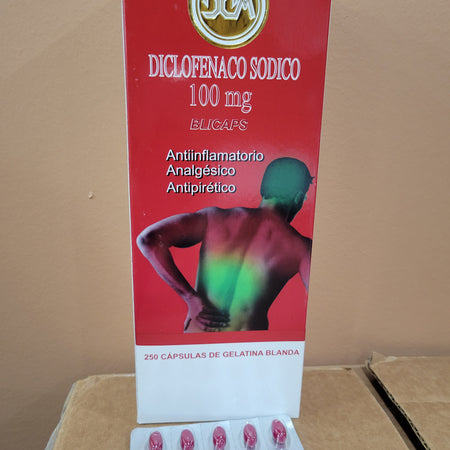 DICLOFENACO SODICO
100 mg
BLICAPS
Antiinflamatorio
Analgésico
Antipirético
250 CÁPSULAS DE GELATINA BLANDA